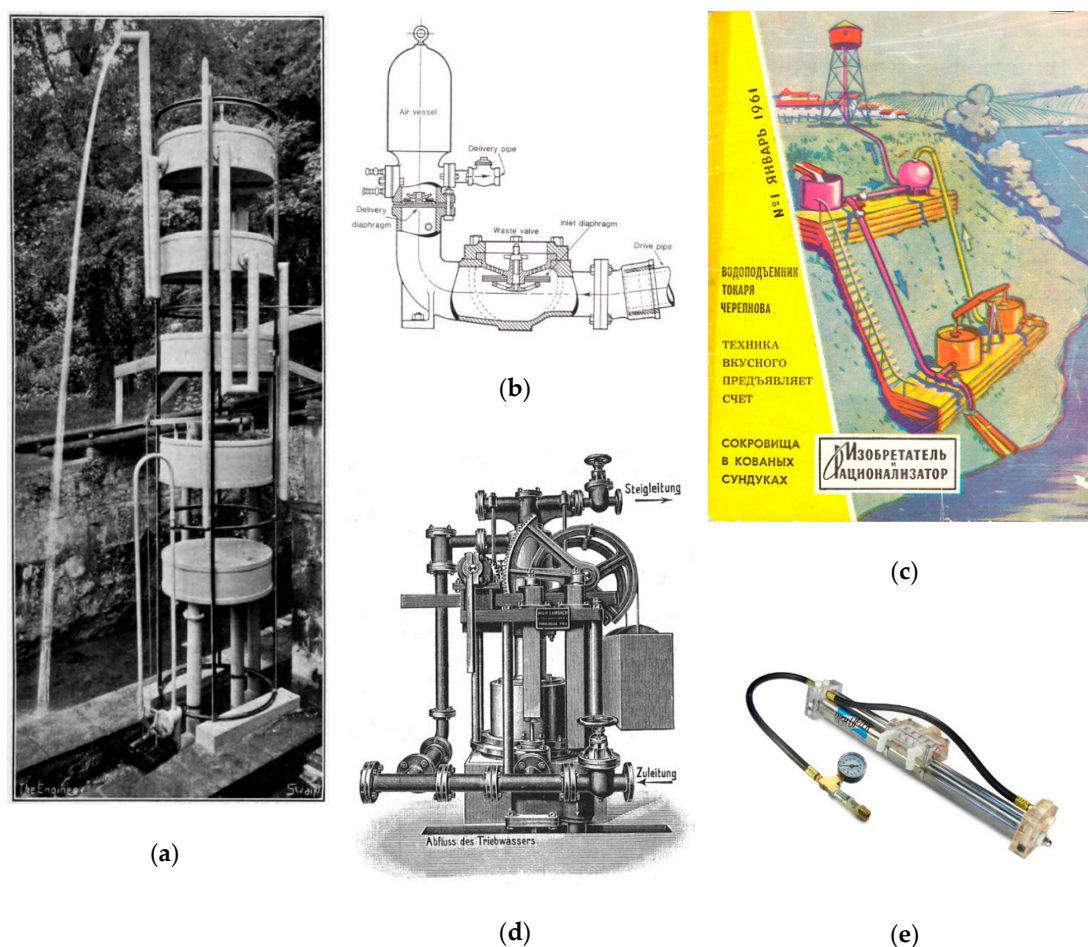 The Engineer
Swain
(a)
Air vessel
Delivery pipe
Delivery
diaphragm
Waste valve
Inlet diaphragm
Drive pipe
(b)
№1 ЯНВАРЬ 1961
ВОДОПОДЪЕМНИК
ТОКАРЯ
ЧЕРЕПНОВА
ТЕХНИКА
ВКУСНОГО
ПРЕДЪЯВЛЯЕТ
СЧЕТ
СОКРОВИЩА
В КОВАНЫХ
СУНДУКАХ
ИЗОБРЕТАТЕЛЬ
И
РАЦИОНАЛИЗАТОР
(c)
Steigleitung
Zuleitung
Abfluss des Triebwassers
(d)
(e)